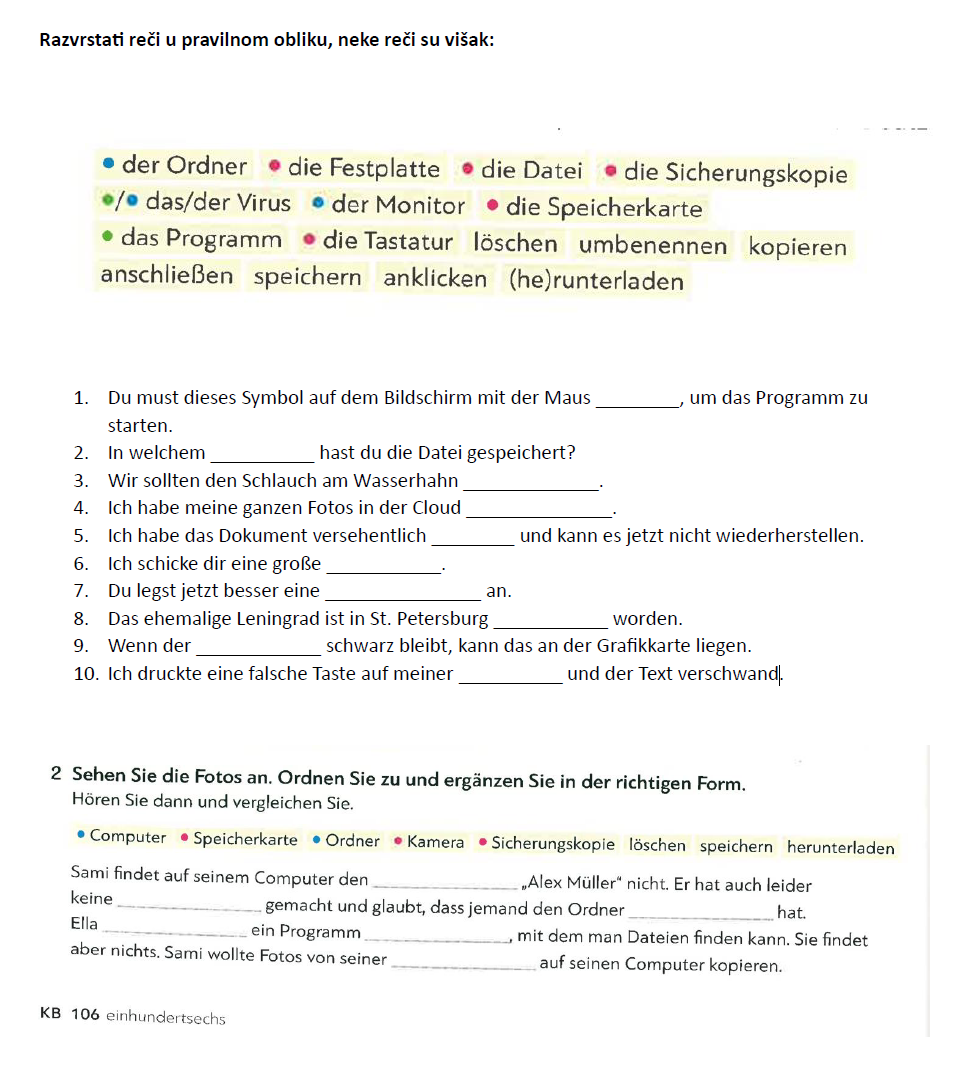 Razvrstati reči u pravilnom obliku, neke reči su višak:
• der Ordner • die Festplatte • die Datei • die Sicherungskopie
•/• das/der Virus • der Monitor • die Speicherkarte
• das Programm • die Tastatur löschen umbenennen kopieren
anschließen speichern anklicken (he)runterladen
1. Du must dieses Symbol auf dem Bildschirm mit der Maus ________, um das Programm zu
starten.
2. In welchem __________ hast du die Datei gespeichert?
3. Wir sollten den Schlauch am Wasserhahn _____________.
4. Ich habe meine ganzen Fotos in der Cloud ______________.
5. Ich habe das Dokument versehentlich ________ und kann es jetzt nicht wiederherstellen.
6. Ich schicke dir eine große ___________.
7. Du legst jetzt besser eine _______________ an.
8. Das ehemalige Leningrad ist in St. Petersburg ___________ worden.
9. Wenn der ____________ schwarz bleibt, kann das an der Grafikkarte liegen.
10. Ich druckte eine falsche Taste auf meiner __________ und der Text verschwand.
2 Sehen Sie die Fotos an. Ordnen Sie zu und ergänzen Sie in der richtigen Form.
Hören Sie dann und vergleichen Sie.
• Computer • Speicherkarte • Ordner • Kamera • Sicherungskopie löschen speichern herunterladen
Sami findet auf seinem Computer den ______________ „Alex Müller“ nicht. Er hat auch leider
keine ______________ gemacht und glaubt, dass jemand den Ordner ______________ hat.
Ella ______________ ein Programm ______________, mit dem man Dateien finden kann. Sie findet
aber nichts. Sami wollte Fotos von seiner ______________ auf seinen Computer kopieren.
KB 106 einhundertsechs